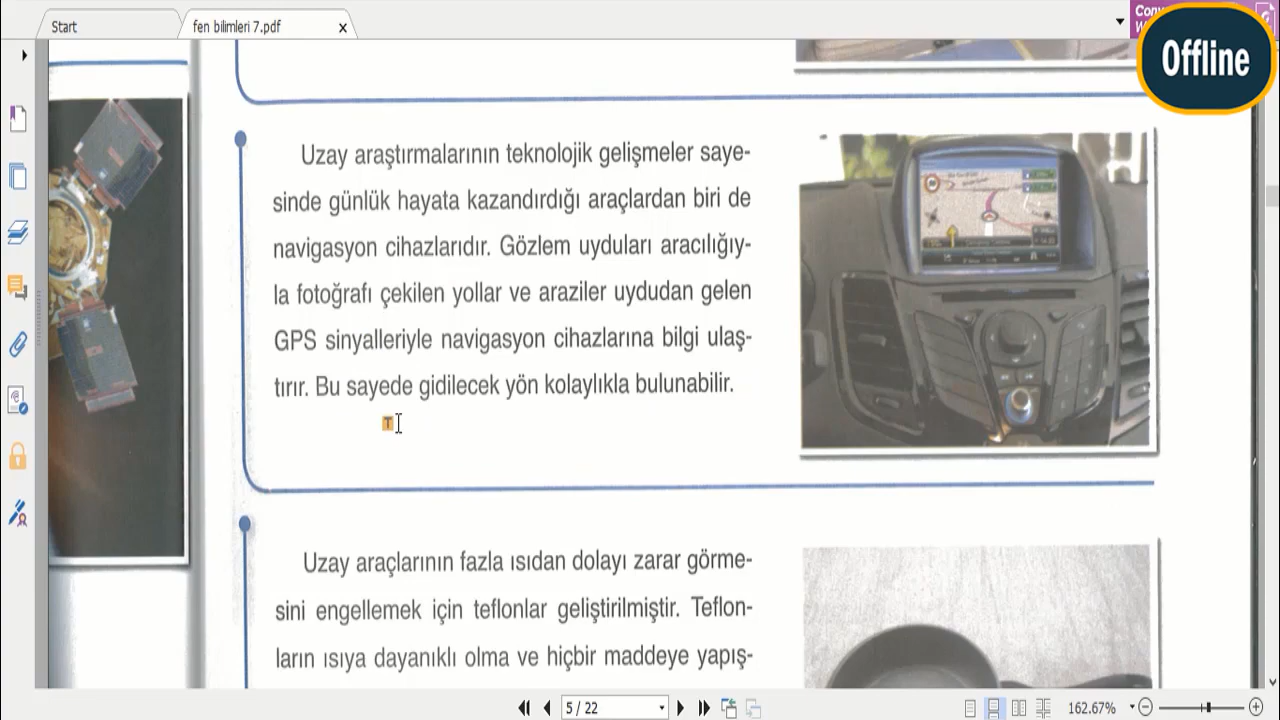 Start
fen bilimleri 7.pdf
Offline
Uzay araştırmalarının teknolojik gelişmeler saye-
sinde günlük hayata kazandırdığı araçlardan biri de
navigasyon cihazlarıdır. Gözlem uyduları aracılığıy-
la fotoğrafı çekilen yollar ve araziler uydudan gelen
GPS sinyalleriyle navigasyon cihazlarına bilgi ulaş-
tırır. Bu sayede gidilecek yön kolaylıkla bulunabilir.
T
Uzay araçlarının fazla ısıdan dolayı zarar görme-
sini engellemek için teflonlar geliştirilmiştir. Teflon-
ların ısıya dayanıklı olma ve hiçbir maddeye yapış-
5 / 22
162.67%